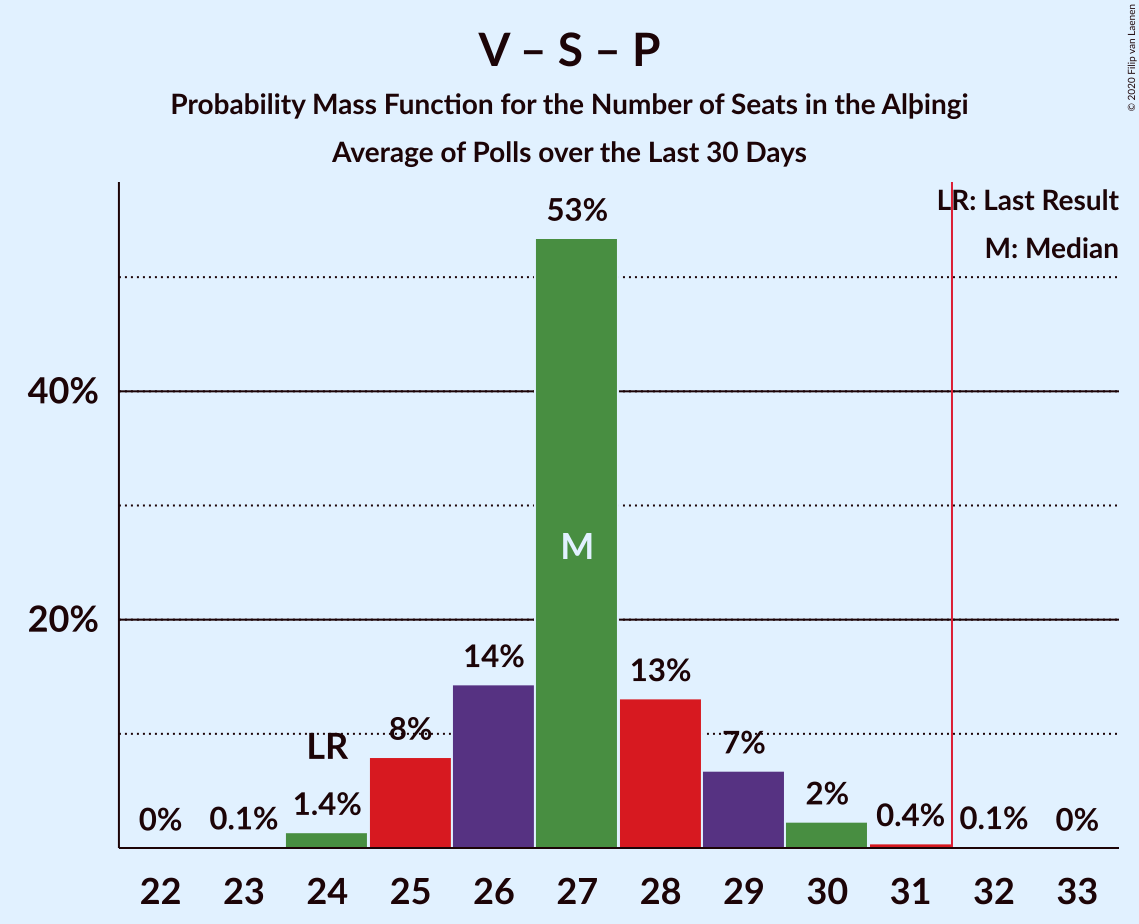 V – S – P
Probability Mass Function for the Number of Seats in the Alþingi
Average of Polls over the Last 30 Days
© 2020 Filip van Laenen
LR: Last Result
M: Median
53%
40%
M
20%
14%
13%
8%
7%
LR
2%
1.4%
0%
0.1%
0.4%
0.1%
0%
22 23 24 25 26 27 28 29 30 31 32 33